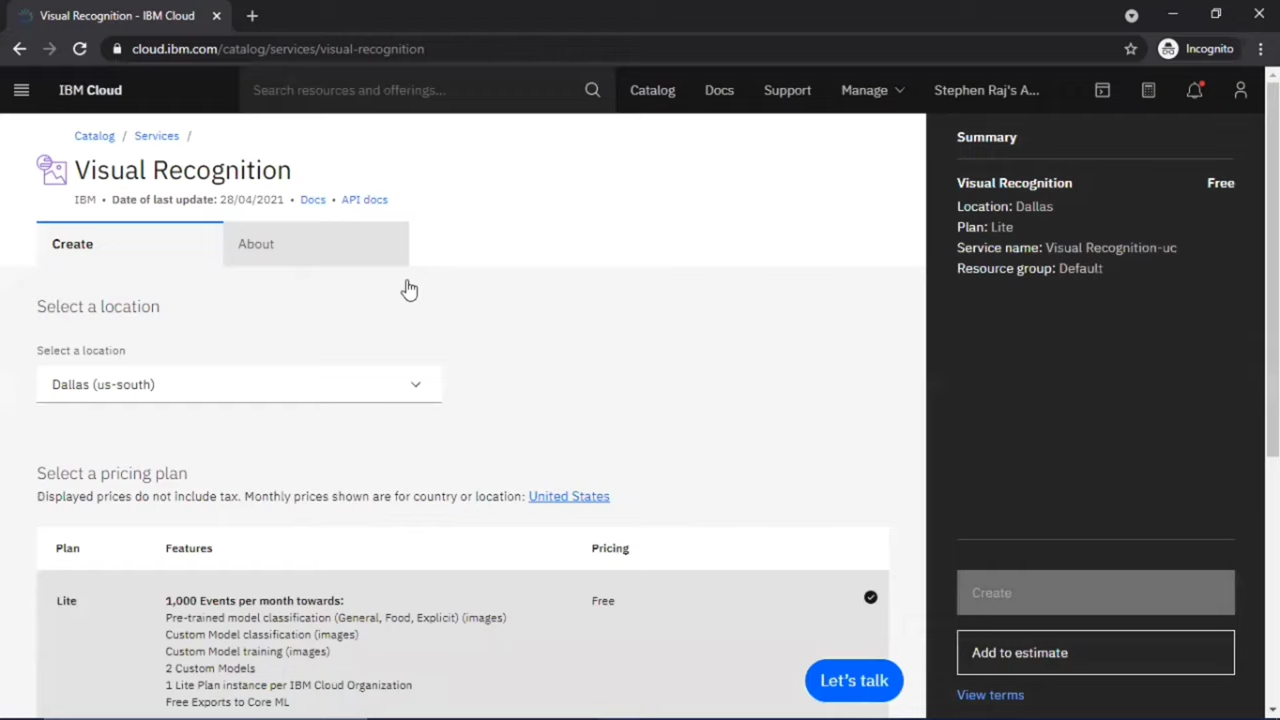 Visual Recognition - IBM Cloud
cloud.ibm.com/catalog/services/visual-recognition
Incognito
IBM Cloud
Search resources and offerings...
Catalog
Docs
Support
Manage
Stephen Raj's A...
Catalog / Services /
Visual Recognition
IBM • Date of last update: 28/04/2021 • Docs • API docs
Create
About
Select a location
Select a location
Dallas (us-south)
Select a pricing plan
Displayed prices do not include tax. Monthly prices shown are for country or location: United States
Plan Features Pricing
Lite 1,000 Events per month towards: Free
Pre-trained model classification (General, Food, Explicit) (images)
Custom Model classification (images)
Custom Model training (images)
2 Custom Models
1 Lite Plan instance per IBM Cloud Organization
Free Exports to Core ML
Let's talk
Summary
Visual Recognition Free
Location: Dallas
Plan: Lite
Service name: Visual Recognition-uc
Resource group: Default
Create
Add to estimate
View terms